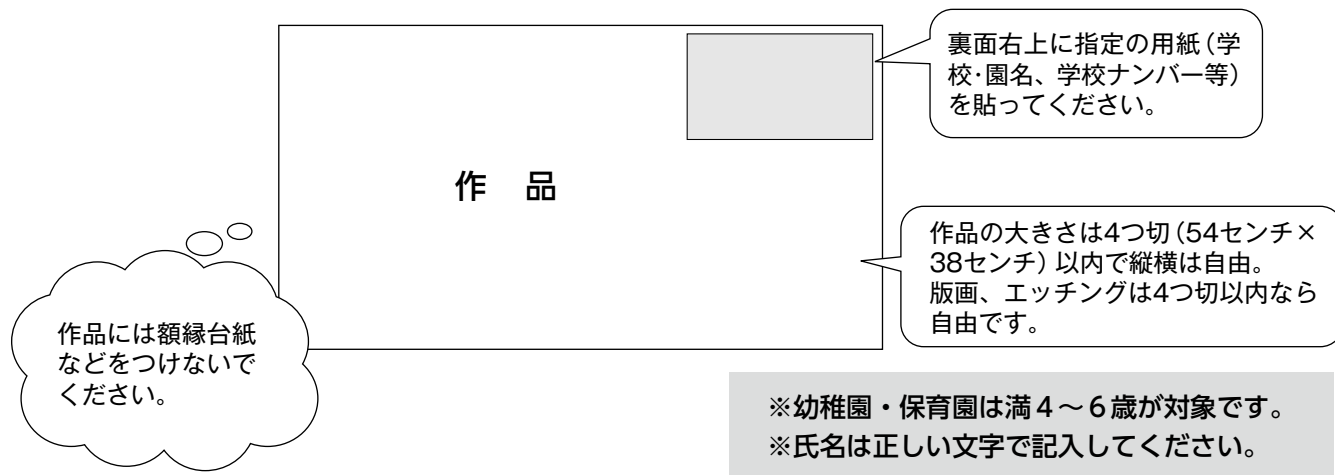 裏面右上に指定の用紙（学
校・園名、学校ナンバー等）
を貼ってください。
作　品
作品の大きさは4つ切（54センチ×
38センチ）以内で縦横は自由。
版画、エッチングは4つ切以内なら
自由です。
作品には額縁台紙
などをつけないで
ください。
※幼稚園・保育園は満４～６歳が対象です。
※氏名は正しい文字で記入してください。